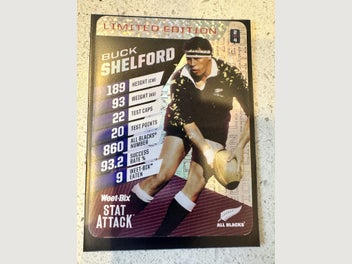 LIMITED EDITION
BUCK
SHELFORD
189 HEIGHT (CM)
93 WEIGHT (KG)
22 TEST CAPS
20 TEST POINTS
860 ALL BLACKS® NUMBER
93.2 SUCCESS RATE %
9 WEET-BIX™ EATEN
Weet-Bix
STAT
ATTACK
ALL BLACKS®